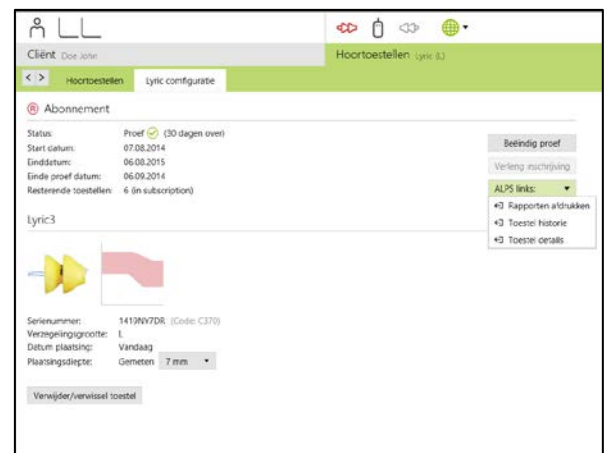 Cliënt Doe John
Hoortoestellen Lyric (L)
< >
Hoortoestellen
Lyric configuratie
Abonnement
Status: Proef (30 dagen over)
Start datum: 07.08.2014
Einddatum: 06.08.2015
Einde proef datum: 06.09.2014
Resterende toestellen: 6 (in subscription)
Beëindig proef
Verleng inschrijving
ALPS links:
Rapporten afdrukken
Toestel historie
Toestel details
Lyric3
Serienummer: 1419NY7DR (Code: C370)
Verzegelingsgrootte: L
Datum plaatsing: Vandaag
Plaatsingsdiepte: Gemeten 7 mm
Verwijder/verwissel toestel